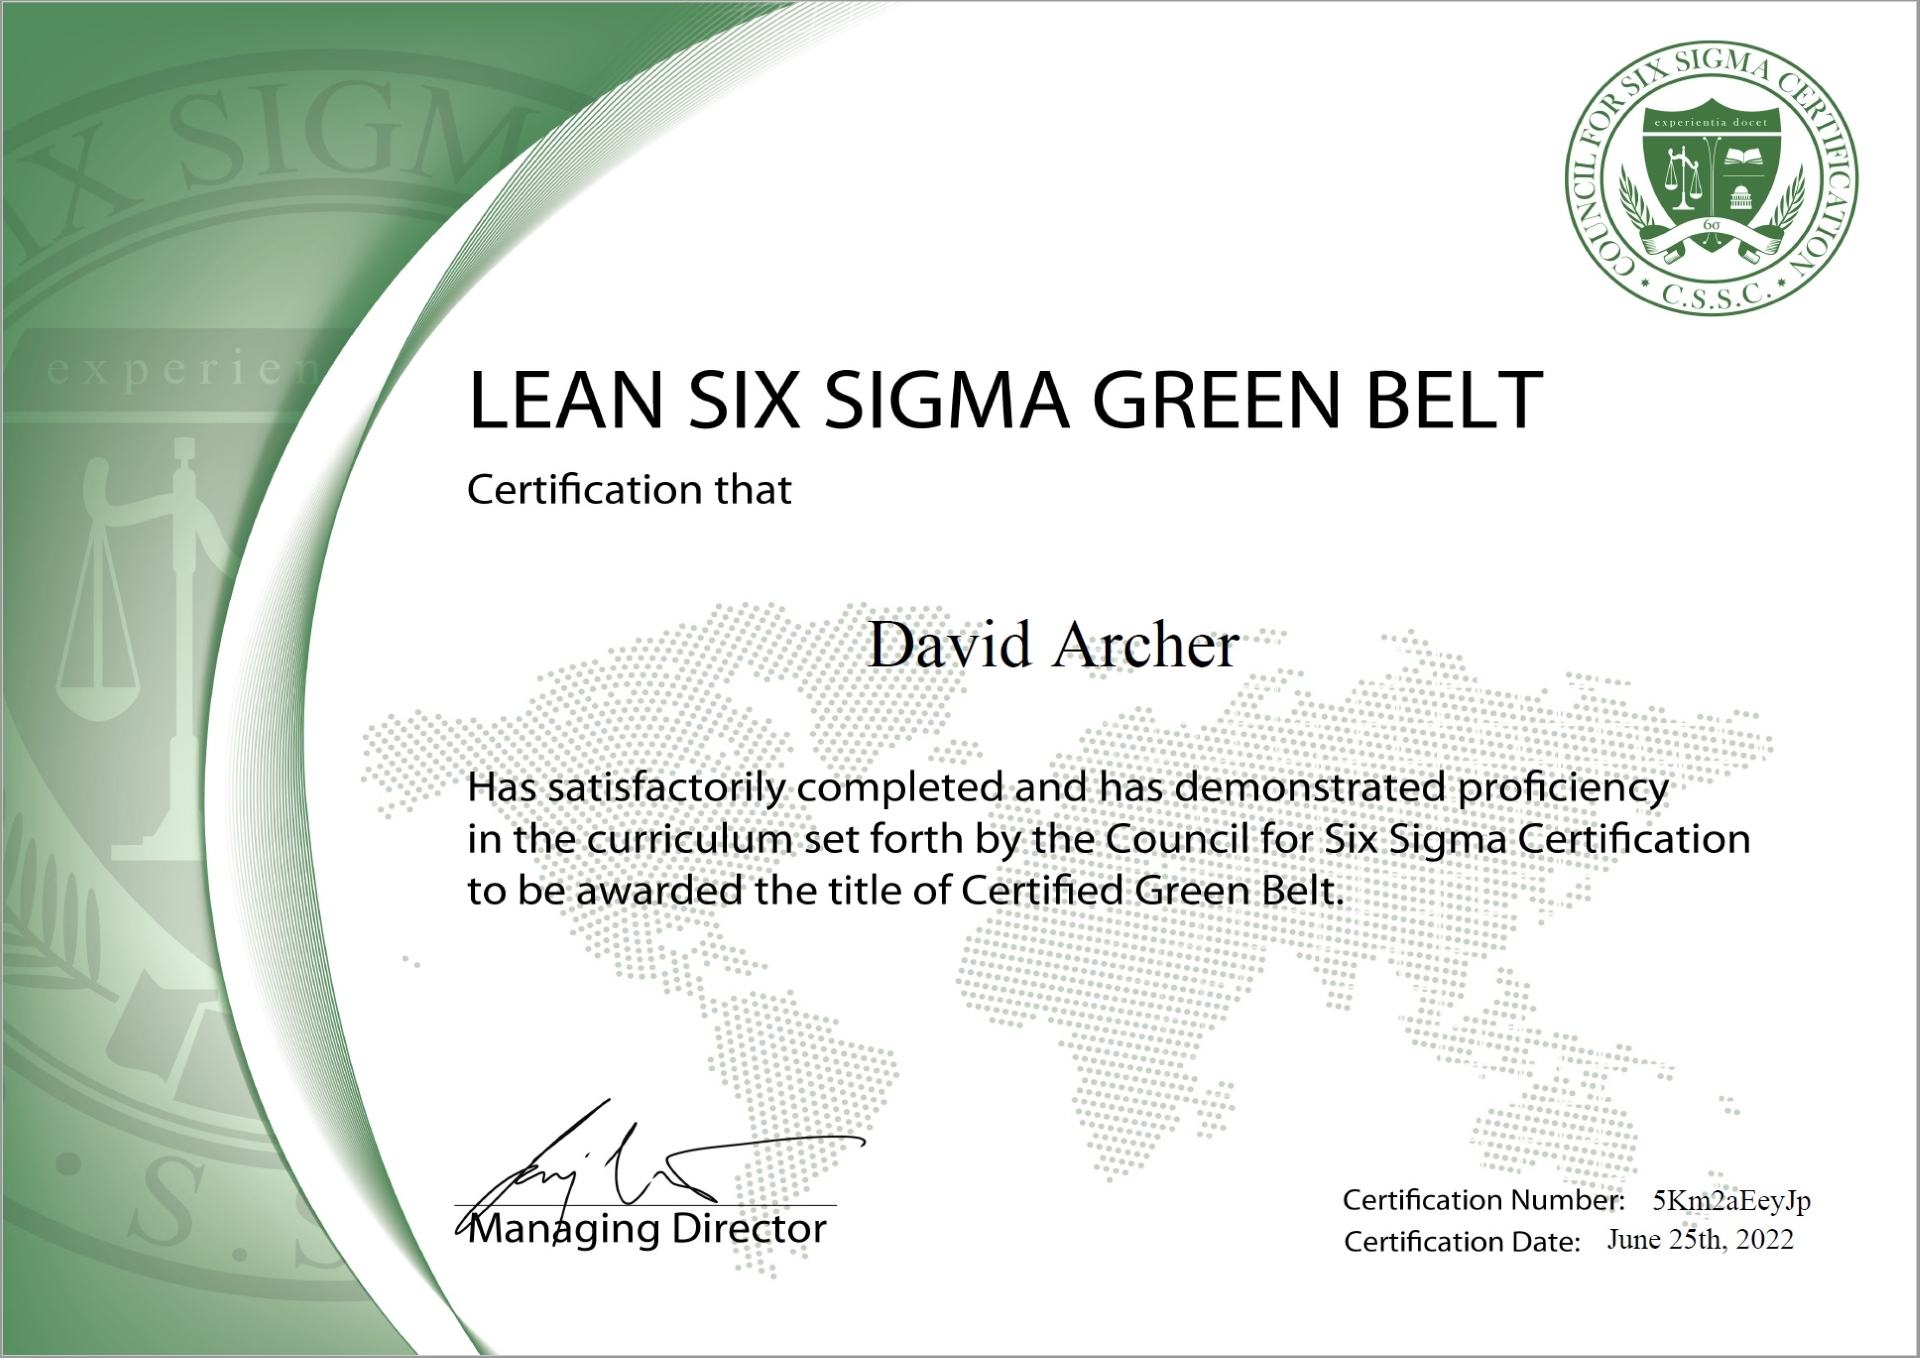 COUNCIL FOR SIX SIGMA CERTIFICATION
experientia docet
6σ
C.S.S.C.
IX SIGM
experien
LEAN SIX SIGMA GREEN BELT
Certification that
David Archer
Has satisfactorily completed and has demonstrated proficiency
in the curriculum set forth by the Council for Six Sigma Certification
to be awarded the title of Certified Green Belt.
. S . S
Managing Director
Certification Number: 5Km2aEeyJp
Certification Date: June 25th, 2022